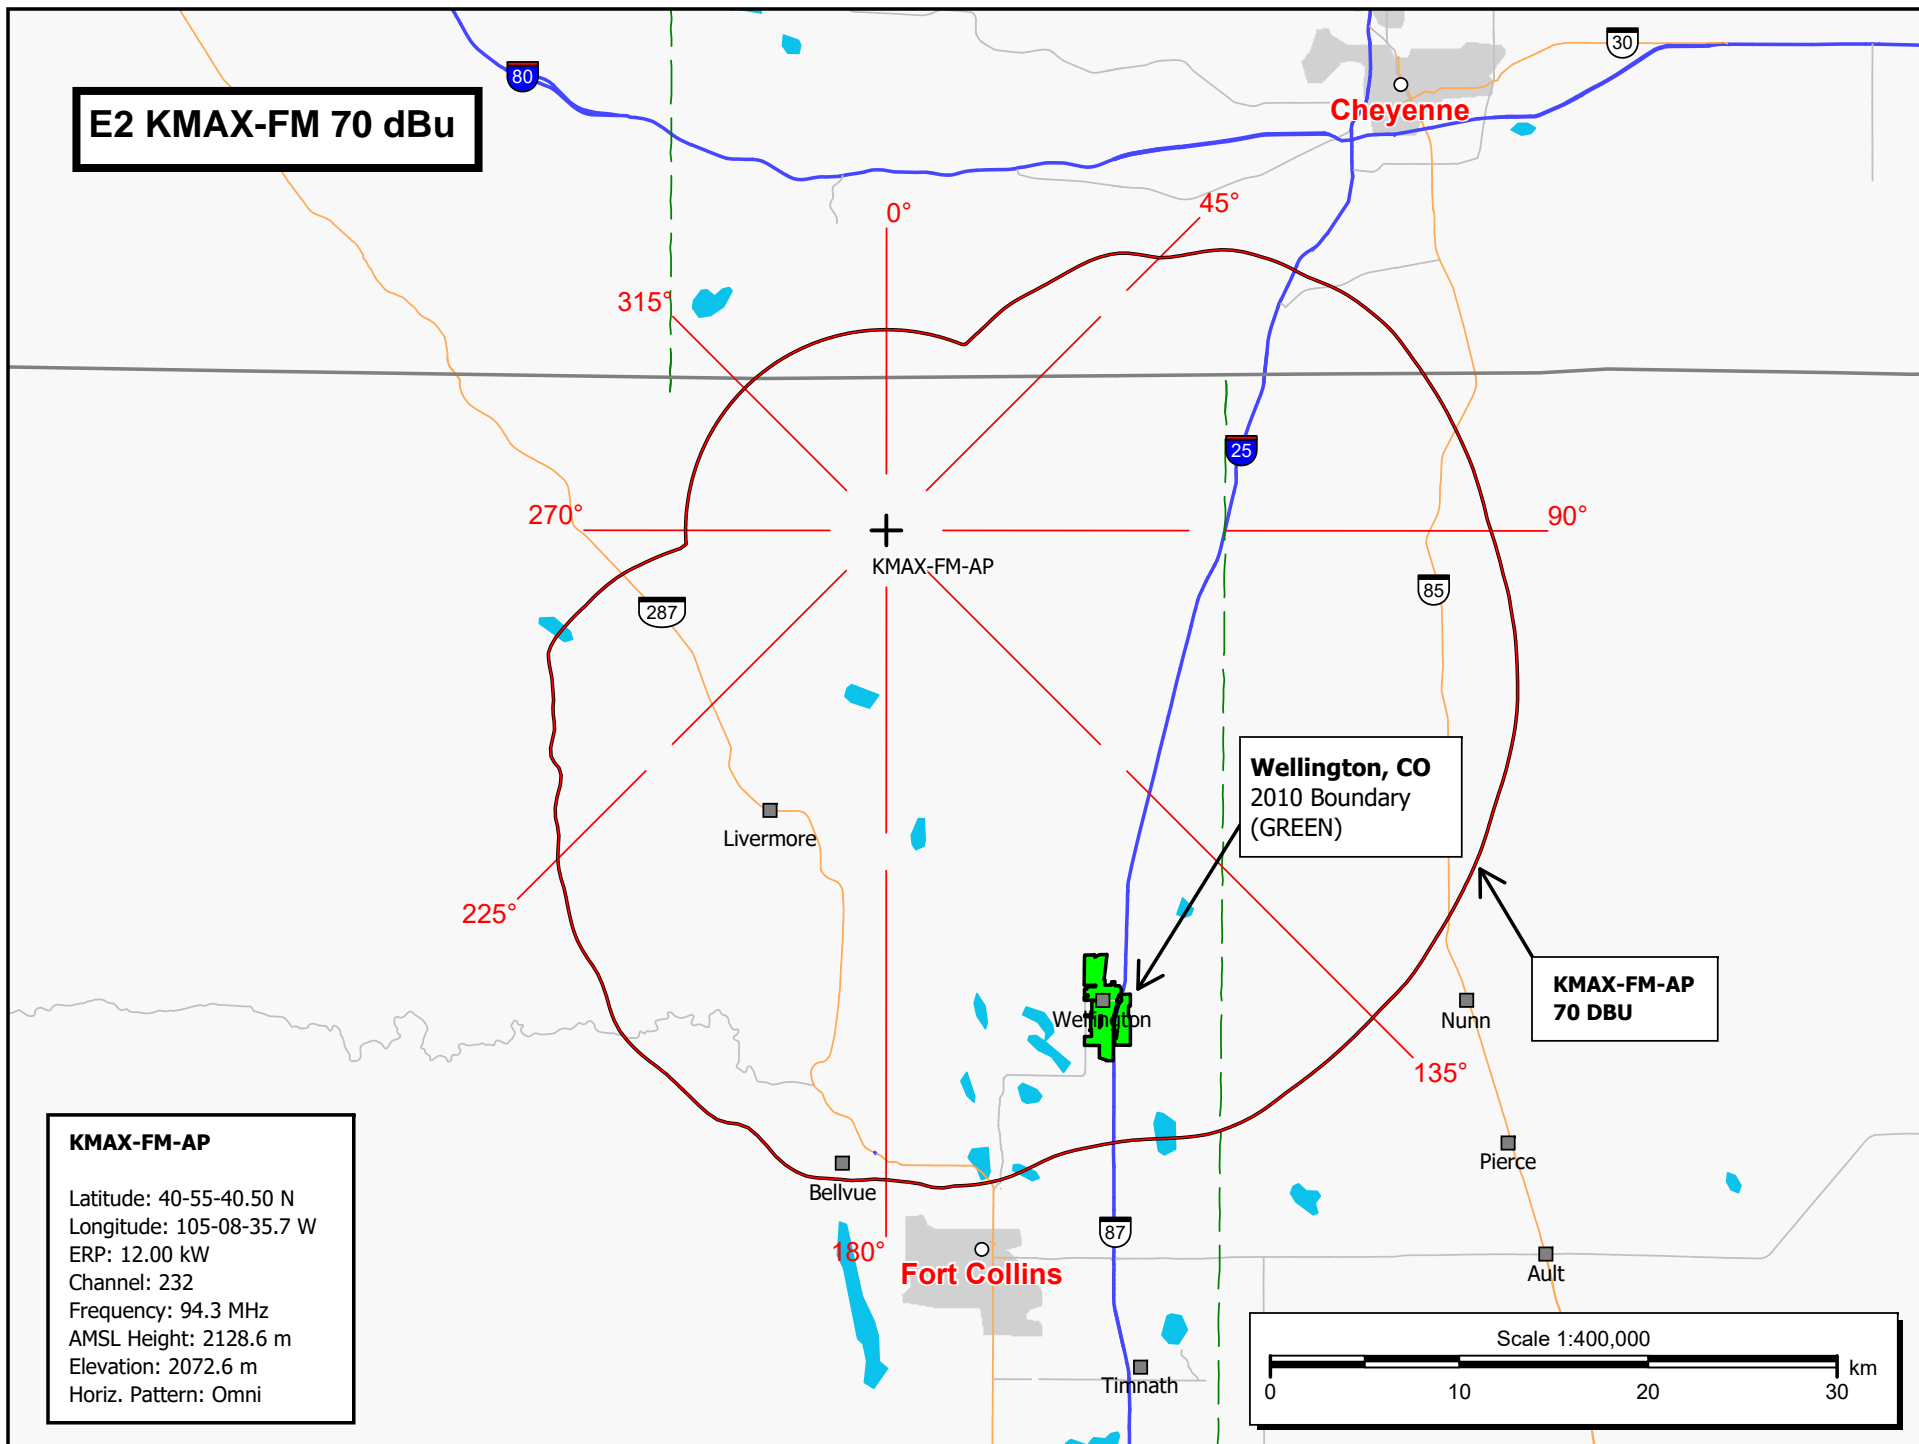 E2 KMAX-FM 70 dBu
80
30
Cheyenne
0°
45°
315°
25
270°
90°
KMAX-FM-AP
85
287
Wellington, CO
2010 Boundary
(GREEN)
Livermore
225°
KMAX-FM-AP
70 DBU
Wellington
Nunn
135°
KMAX-FM-AP
Latitude: 40-55-40.50 N
Longitude: 105-08-35.7 W
ERP: 12.00 kW
Channel: 232
Frequency: 94.3 MHz
AMSL Height: 2128.6 m
Elevation: 2072.6 m
Horiz. Pattern: Omni
Pierce
Bellvue
87
180°
Fort Collins
Ault
Timnath
Scale 1:400,000
km
0 10 20 30